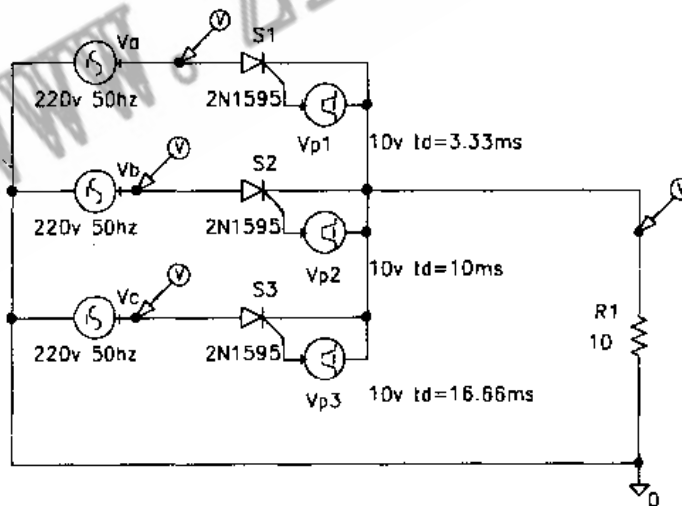 Va
V
S1
220v 50hz
2N1595
Vp1
10v td=3.33ms
Vb
V
S2
V
220v 50hz
2N1595
Vp2
10v td=10ms
Vc
V
S3
R1
10
220v 50hz
2N1595
Vp3
10v td=16.66ms
0